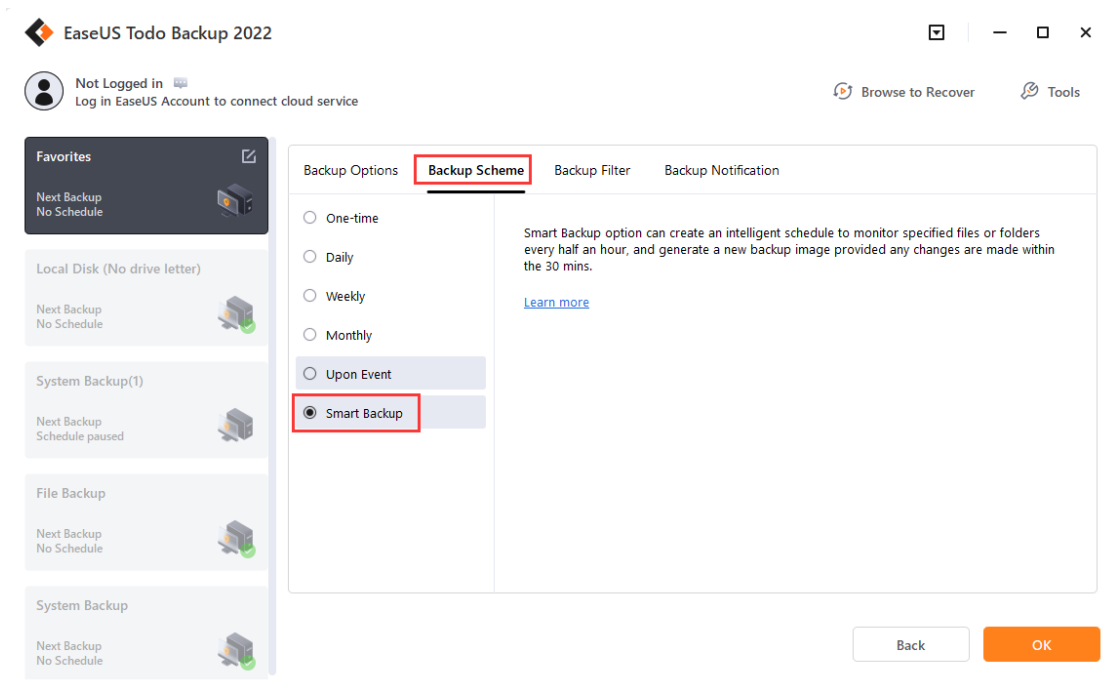 EaseUS Todo Backup 2022
Not Logged in
Log in EaseUS Account to connect cloud service
Browse to Recover
Tools
Favorites
Next Backup
No Schedule
Local Disk (No drive letter)
Next Backup
No Schedule
System Backup(1)
Next Backup
Schedule paused
File Backup
Next Backup
No Schedule
System Backup
Next Backup
No Schedule
Backup Options
Backup Scheme
Backup Filter
Backup Notification
One-time
Daily
Weekly
Monthly
Upon Event
Smart Backup
Smart Backup option can create an intelligent schedule to monitor specified files or folders
every half an hour, and generate a new backup image provided any changes are made within
the 30 mins.
Learn more
Back
OK